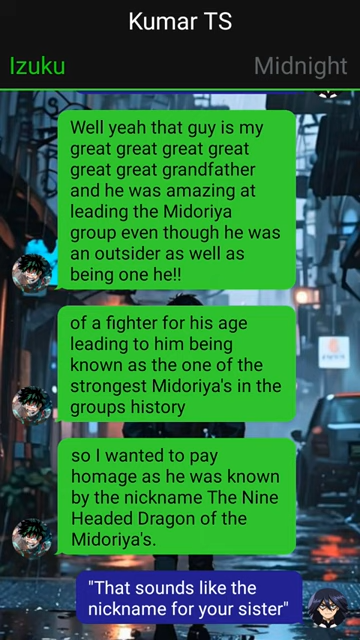 Kumar TS
Izuku
Midnight
Well yeah that guy is my
great great great great
great great grandfather
and he was amazing at
leading the Midoriya
group even though he was
an outsider as well as
being one he!!
of a fighter for his age
leading to him being
known as the one of the
strongest Midoriya's in the
groups history
so I wanted to pay
homage as he was known
by the nickname The Nine
Headed Dragon of the
Midoriya's.
"That sounds like the
nickname for your sister"